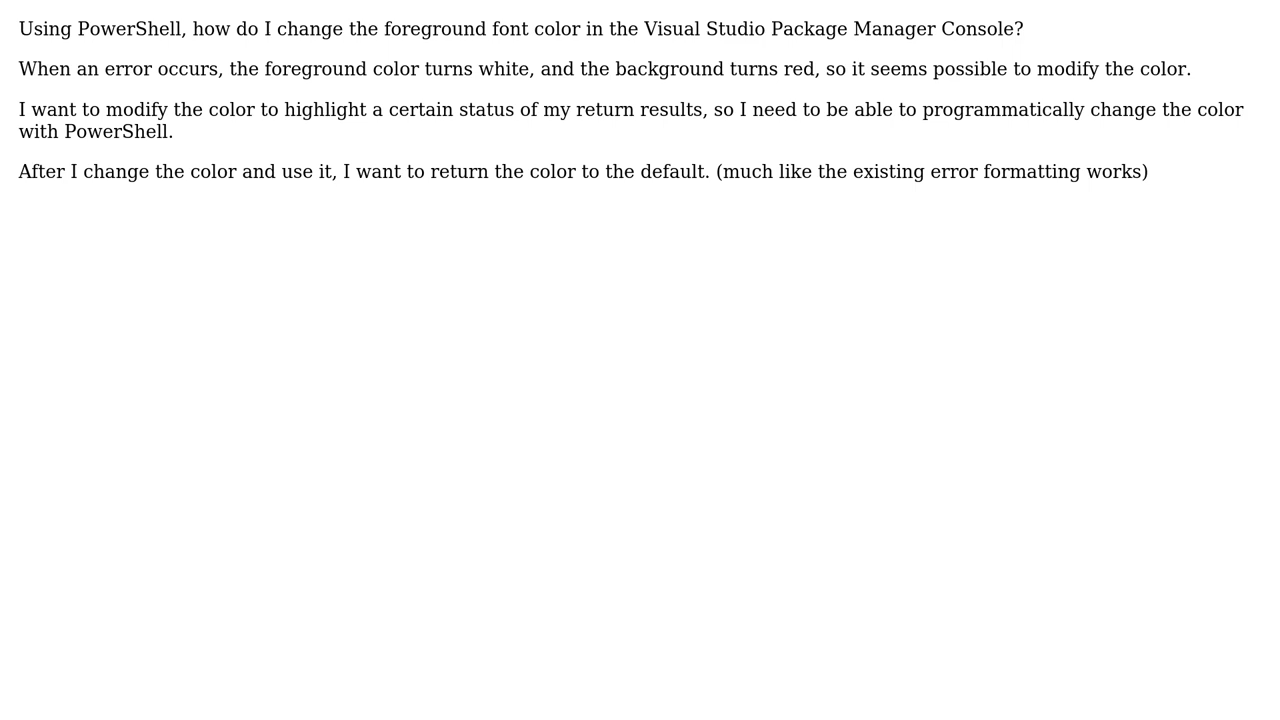 Using PowerShell, how do I change the foreground font color in the Visual Studio Package Manager Console?
When an error occurs, the foreground color turns white, and the background turns red, so it seems possible to modify the color.
I want to modify the color to highlight a certain status of my return results, so I need to be able to programmatically change the color
with PowerShell.
After I change the color and use it, I want to return the color to the default. (much like the existing error formatting works)